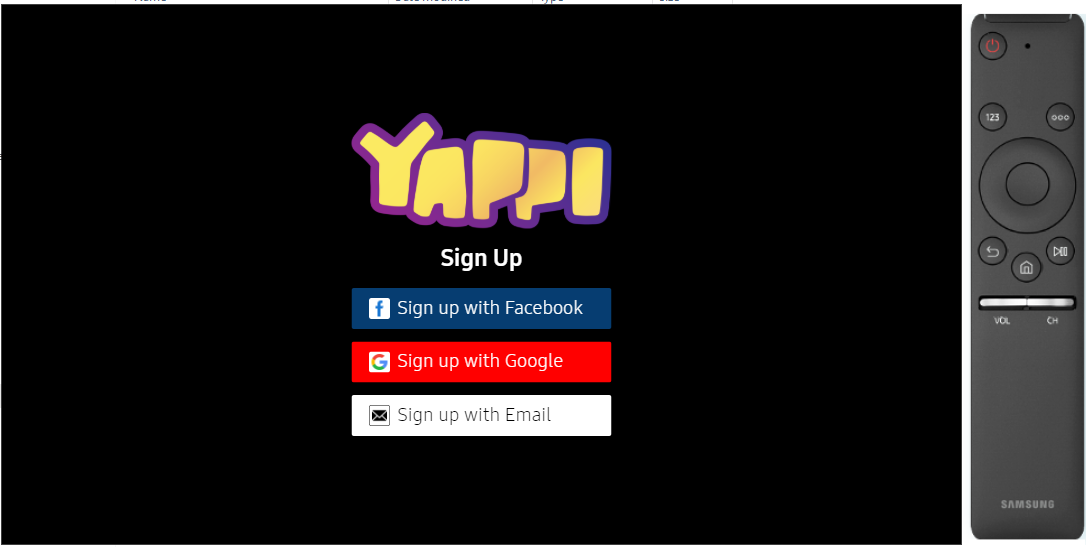 YAPPI
Sign Up
Sign up with Facebook
Sign up with Google
Sign up with Email
123
VOL CH
SAMSUNG